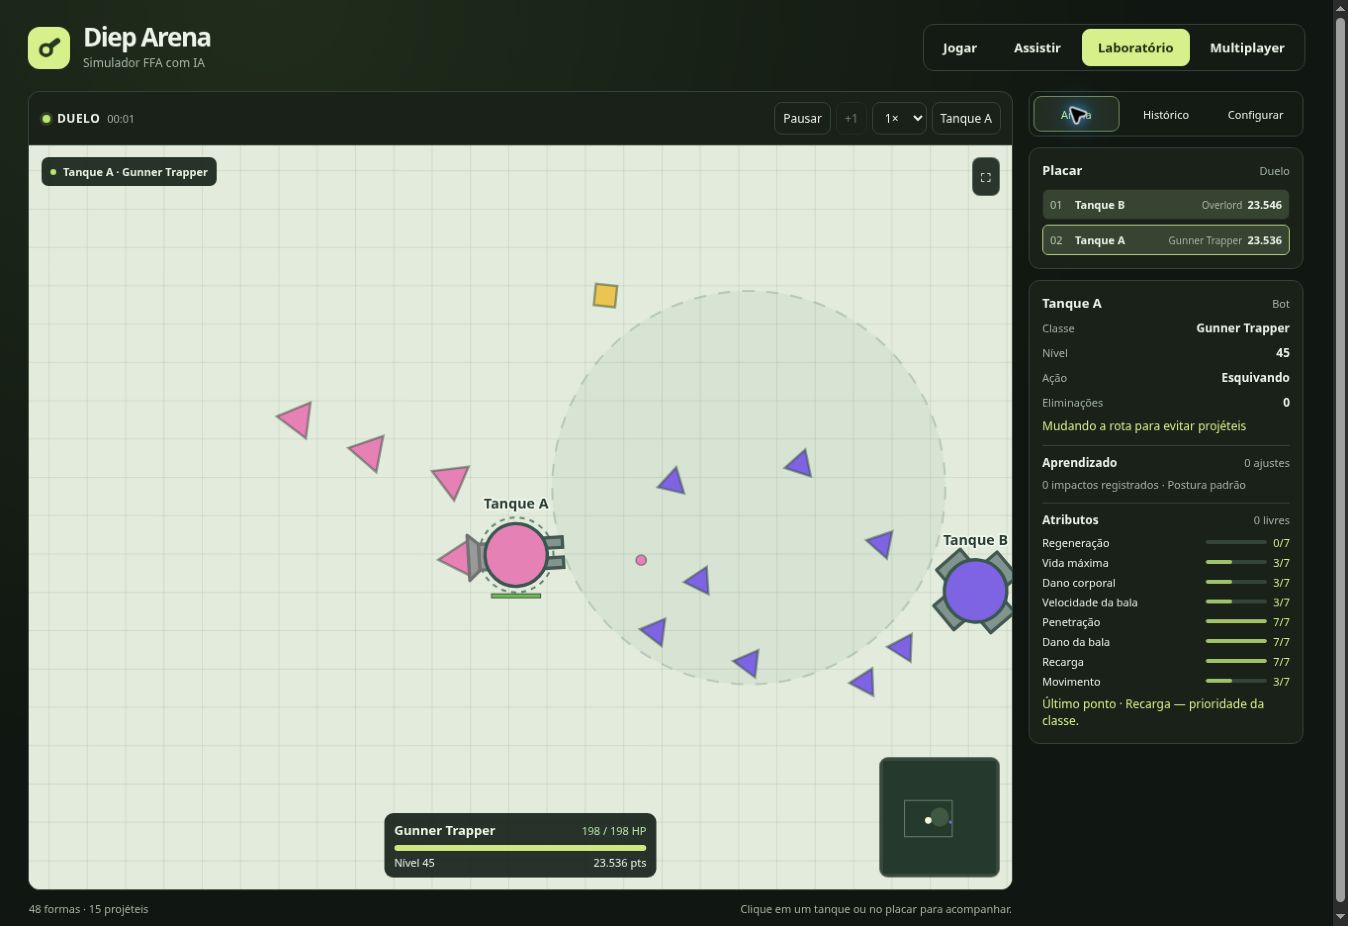 Diep Arena
Simulador FFA com IA
Jogar
Assistir
Laboratório
Multiplayer
DUELO 00:01
Pausar
+1
1×
Tanque A
Histórico
Configurar
Tanque A · Gunner Trapper
Placar
Duelo
01 Tanque B Overlord 23.546
02 Tanque A Gunner Trapper 23.536
Tanque A
Bot
Classe Gunner Trapper
Nível 45
Ação Esquivando
Eliminações 0
Mudando a rota para evitar projéteis
Aprendizado 0 ajustes
0 impactos registrados · Postura padrão
Atributos 0 livres
Regeneração 0/7
Vida máxima 3/7
Dano corporal 3/7
Velocidade da bala 3/7
Penetração 7/7
Dano da bala 7/7
Recarga 7/7
Movimento 3/7
Último ponto · Recarga — prioridade da
classe.
Tanque A
Tanque B
Gunner Trapper 198 / 198 HP
Nível 45 23.536 pts
48 formas · 15 projéteis
Clique em um tanque ou no placar para acompanhar.